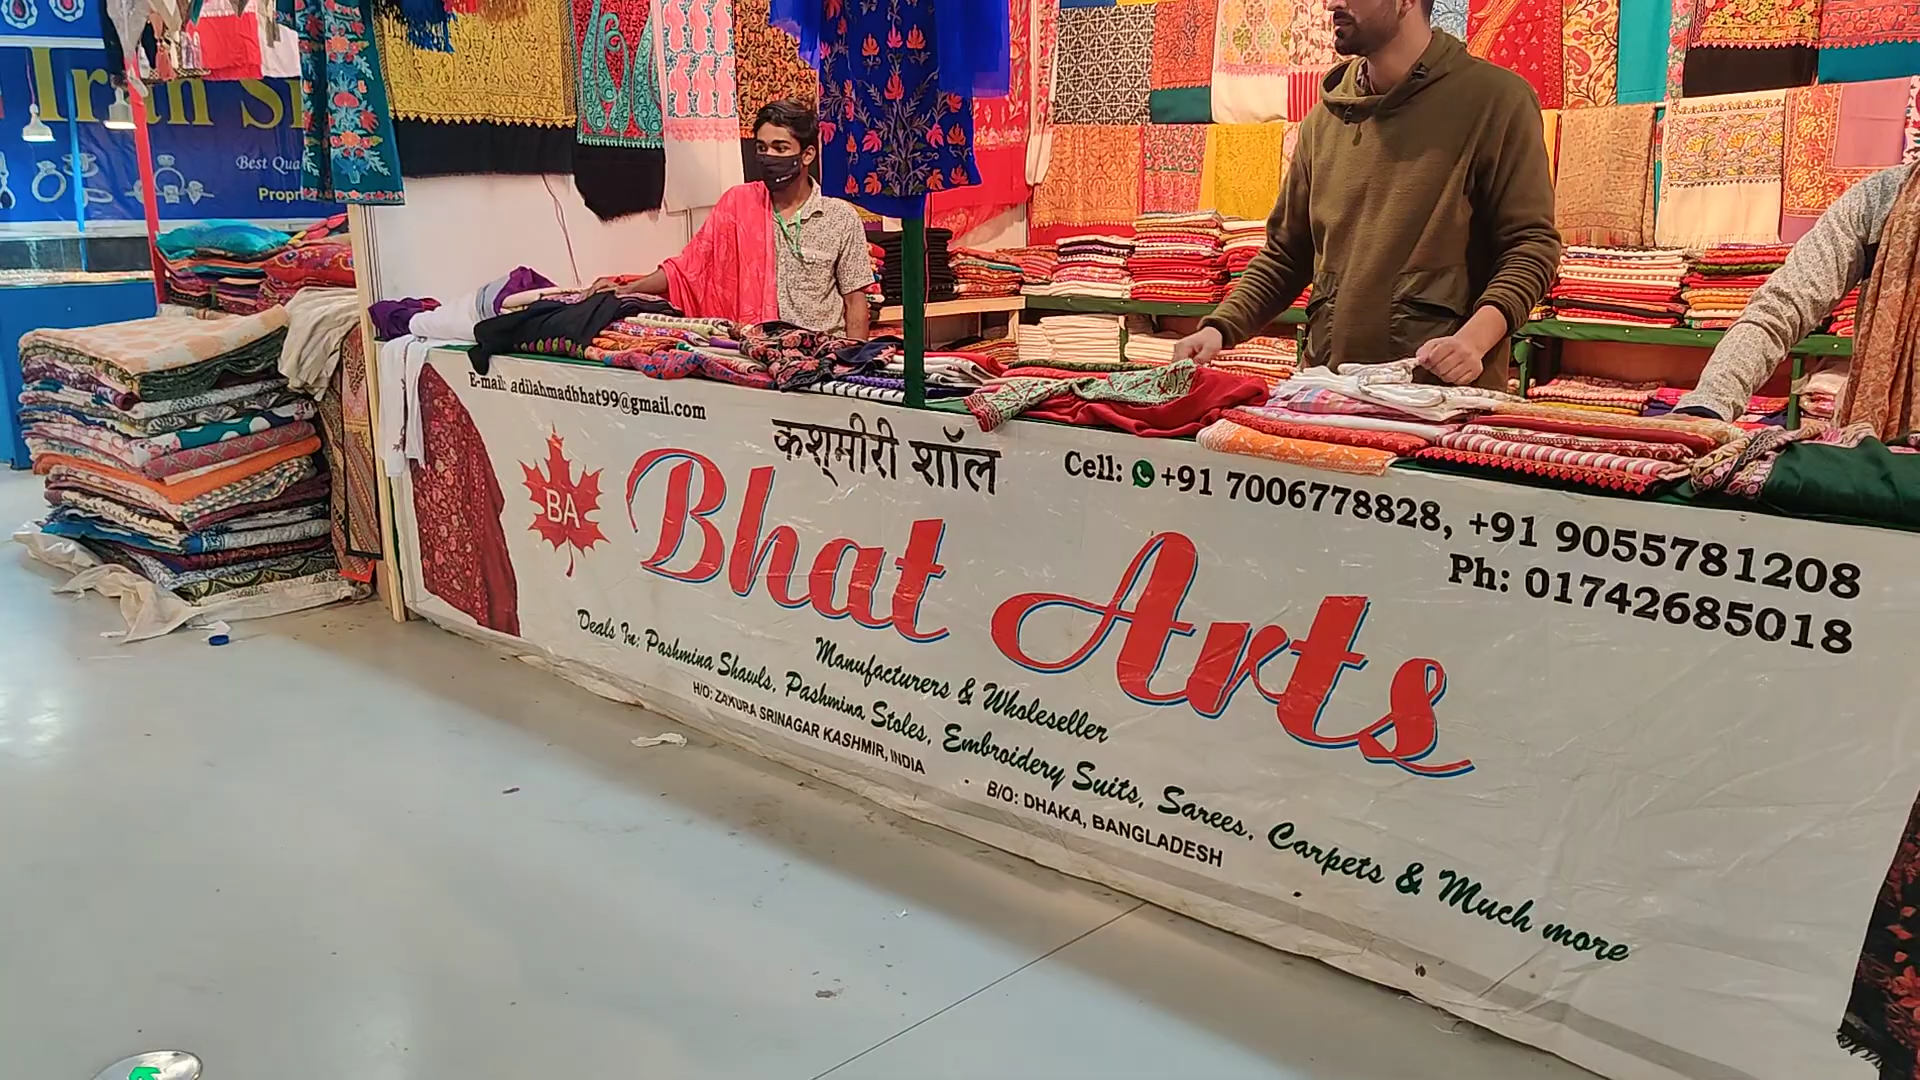 Iran
Best
E-mail: adilahmadbhat99@gmail.com
कश्मीरी शॉल
Cell: +91 7006778828, +91 9055781208
Ph: 01742685018
BA
Bhat Arts
Manufacturers & Wholeseller
Deals In: Pashmina Shawls, Pashmina Stoles, Embroidery Suits, Sarees, Carpets & Much more
H/O: ZAKURA SRINAGAR KASHMIR, INDIA
B/O: DHAKA, BANGLADESH